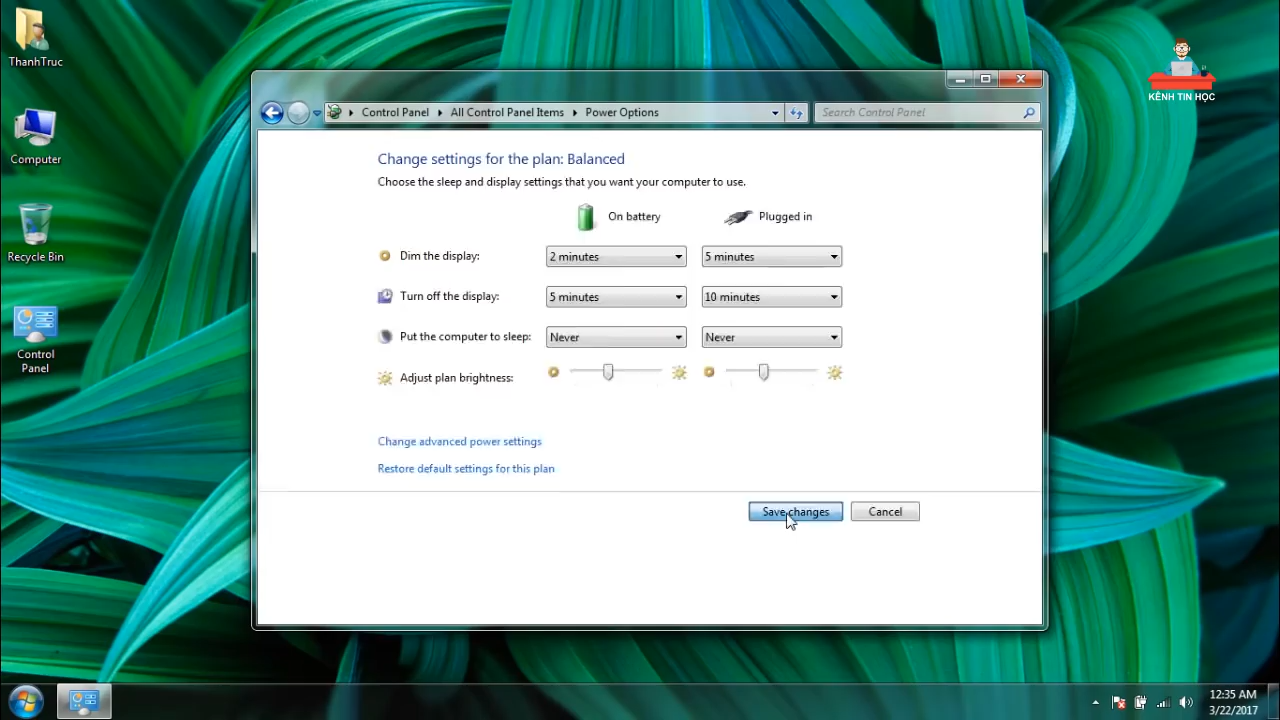 ThanhTruc
Computer
Recycle Bin
Control
Panel
KÊNH TIN HỌC
Control Panel
All Control Panel Items
Power Options
Search Control Panel
Change settings for the plan: Balanced
Choose the sleep and display settings that you want your computer to use.
On battery
Plugged in
Dim the display:
2 minutes
5 minutes
Turn off the display:
5 minutes
10 minutes
Put the computer to sleep:
Never
Never
Adjust plan brightness:
Change advanced power settings
Restore default settings for this plan
Save changes
Cancel
12:35 AM
3/22/2017